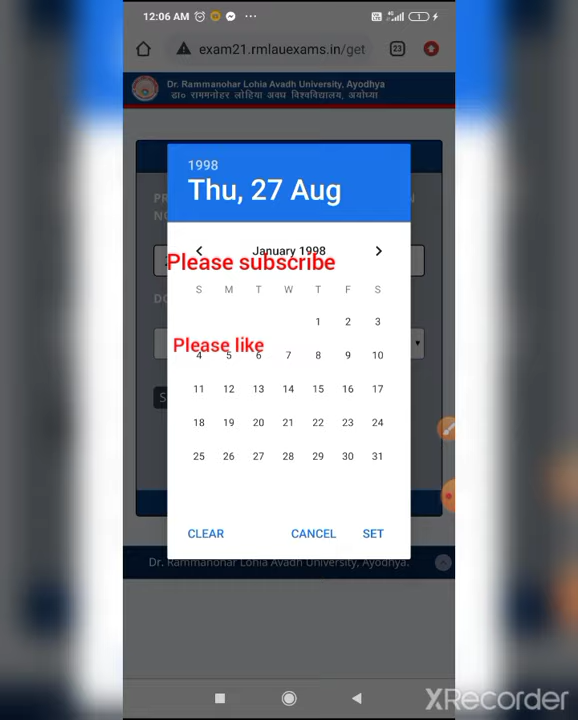 12:06 AM
exam21.rmlauexams.in/get
23
Dr. Rammanohar Lohia Avadh University, Ayodhya
डा० राममनोहर लोहिया अवध विश्वविद्यालय, अयोध्या
1998
Thu, 27 Aug
January 1998
Please subscribe
S M T W T F S
1 2 3
Please like
4 5 6 7 8 9 10
11 12 13 14 15 16 17
18 19 20 21 22 23 24
25 26 27 28 29 30 31
CLEAR CANCEL SET
Dr. Rammanohar Lohia Avadh University, Ayodhya.
XRecorder